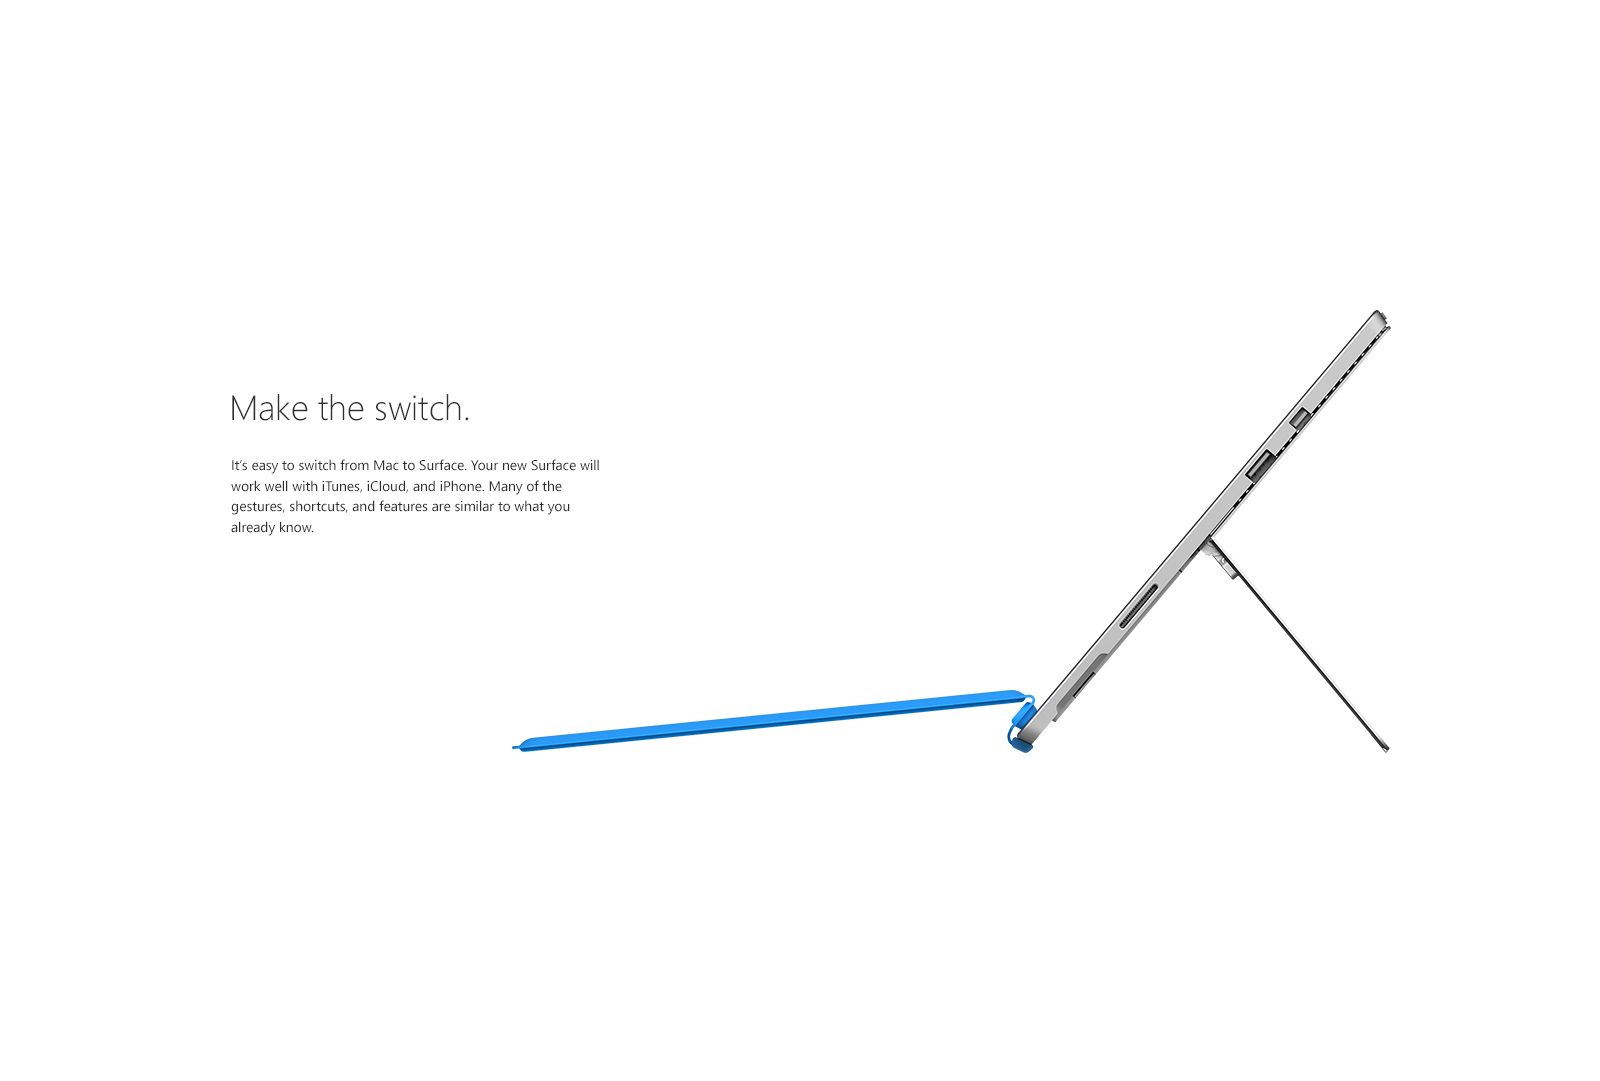 Make the switch.
It's easy to switch from Mac to Surface. Your new Surface will
work well with iTunes, iCloud, and iPhone. Many of the
gestures, shortcuts, and features are similar to what you
already know.